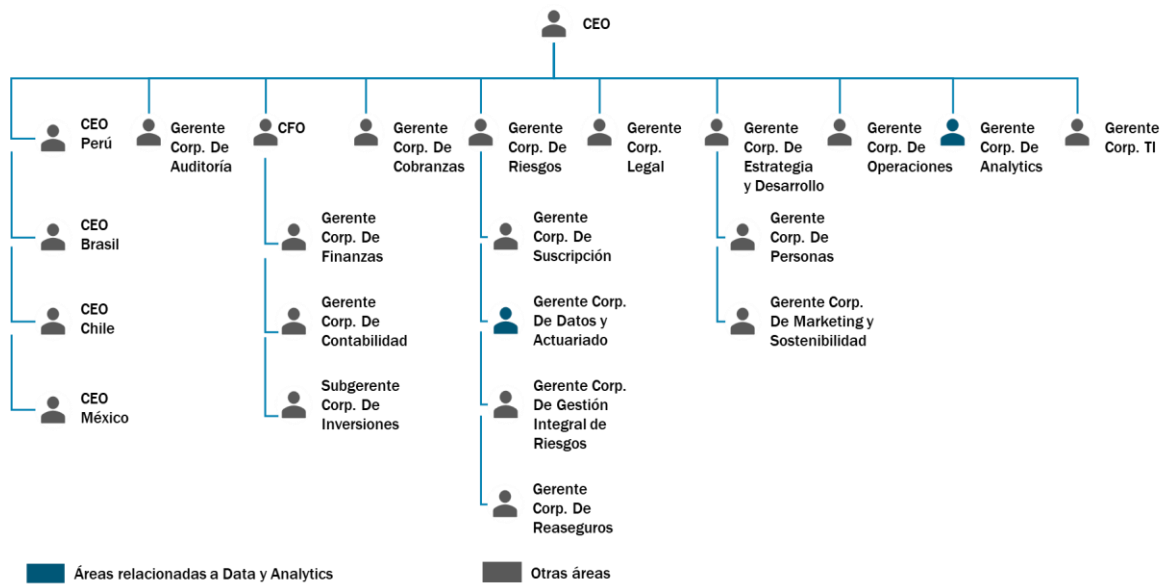 CEO
CEO
Perú
Gerente
Corp. De
Auditoría
CFO
Gerente
Corp. De
Cobranzas
Gerente
Corp. De
Riesgos
Gerente
Corp.
Legal
Gerente
Corp. De
Estrategia
y Desarrollo
Gerente
Corp. De
Operaciones
Gerente
Corp. De
Analytics
Gerente
Corp. TI
CEO
Brasil
Gerente
Corp. De
Finanzas
Gerente
Corp. De
Suscripción
Gerente
Corp. De
Personas
CEO
Chile
Gerente
Corp. De
Contabilidad
Gerente Corp.
De Datos y
Actuariado
Gerente Corp.
De Marketing y
Sostenibilidad
CEO
México
Subgerente
Corp. De
Inversiones
Gerente Corp.
De Gestión
Integral de
Riesgos
Gerente
Corp. De
Reaseguros
Áreas relacionadas a Data y Analytics
Otras áreas